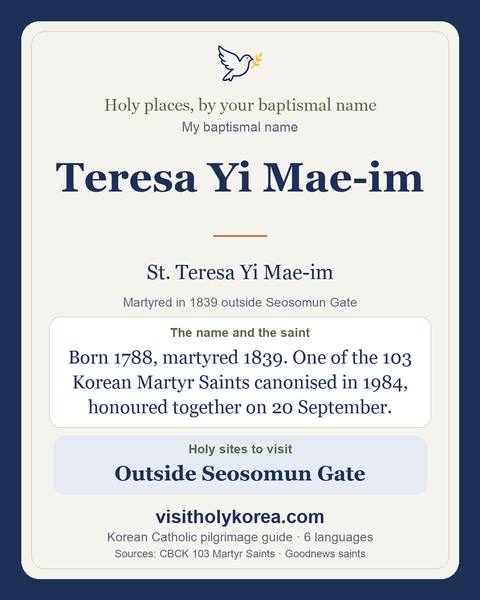 Holy places, by your baptismal name
My baptismal name
Teresa Yi Mae-im
St. Teresa Yi Mae-im
Martyred in 1839 outside Seosomun Gate
The name and the saint
Born 1788, martyred 1839. One of the 103
Korean Martyr Saints canonised in 1984,
honoured together on 20 September.
Holy sites to visit
Outside Seosomun Gate
visitholykorea.com
Korean Catholic pilgrimage guide · 6 languages
Sources: CBCK 103 Martyr Saints · Goodnews saints